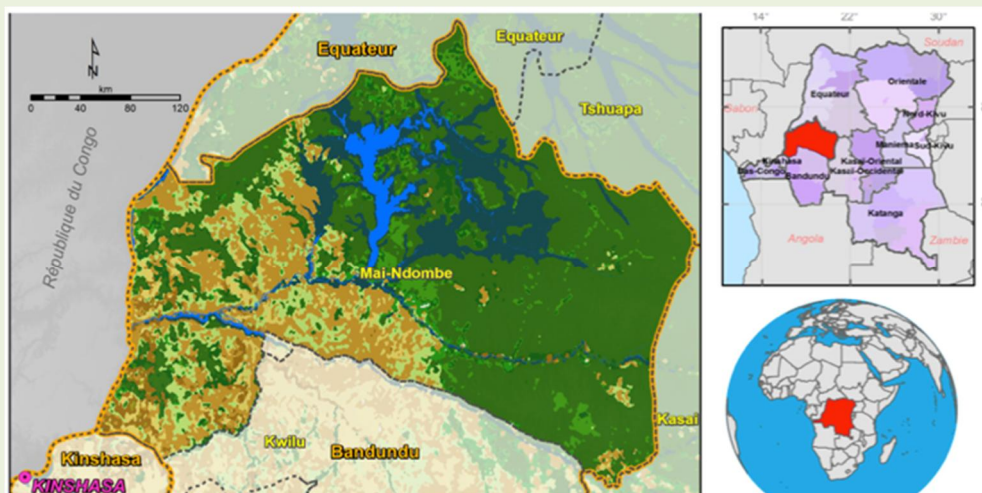 Equateur
Equateur
N
km
0 40 80 120
Tshuapa
République du Congo
Mai-Ndombe
Kasai
Kwilu
Bandundu
Kinshasa
KINSHASA
14° 22° 30°
Soudan
Orientale
Equateur
Gabon
Nord-Kivu
Maniema
Sud-Kivu
Kinshasa
Kasai-Oriental
Bas-Congo
Bandundu
Kasai-Occidental
Katanga
Angola
Zambie